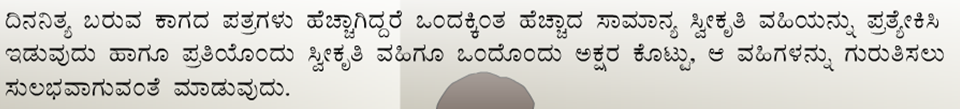 ದಿನನಿತ್ಯ ಬರುವ ಕಾಗದ ಪತ್ರಗಳು ಹೆಚ್ಚಾಗಿದ್ದರೆ ಒಂದಕ್ಕಿಂತ ಹೆಚ್ಚಾದ ಸಾಮಾನ್ಯ ಸ್ವೀಕೃತಿ ವಹಿಯನ್ನು ಪ್ರತ್ಯೇಕಿಸಿ
ಇಡುವುದು ಹಾಗೂ ಪ್ರತಿಯೊಂದು ಸ್ವೀಕೃತಿ ವಹಿಗೂ ಒಂದೊಂದು ಅಕ್ಷರ ಕೊಟ್ಟು, ಆ ವಹಿಗಳನ್ನು ಗುರುತಿಸಲು
ಸುಲಭವಾಗುವಂತೆ ಮಾಡುವುದು.